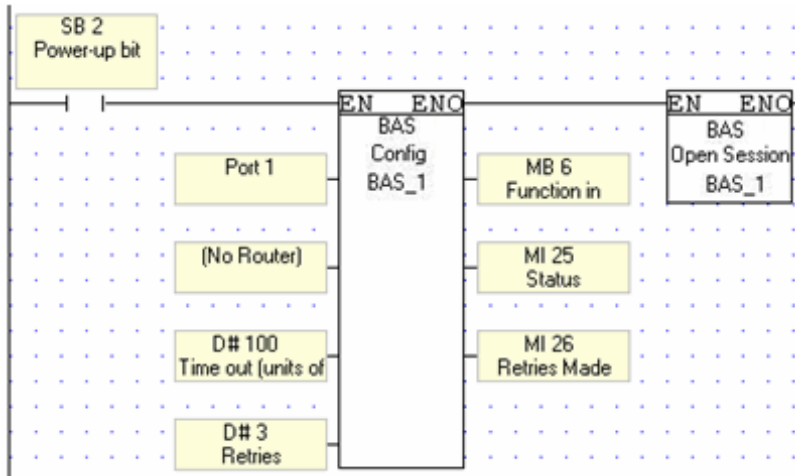 SB 2
Power-up bit
EN ENO
BAS
Config
BAS_1
EN ENO
BAS
Open Session
BAS_1
Port 1
(No Router)
D# 100
Time out (units of
D# 3
Retries
MB 6
Function in
MI 25
Status
MI 26
Retries Made